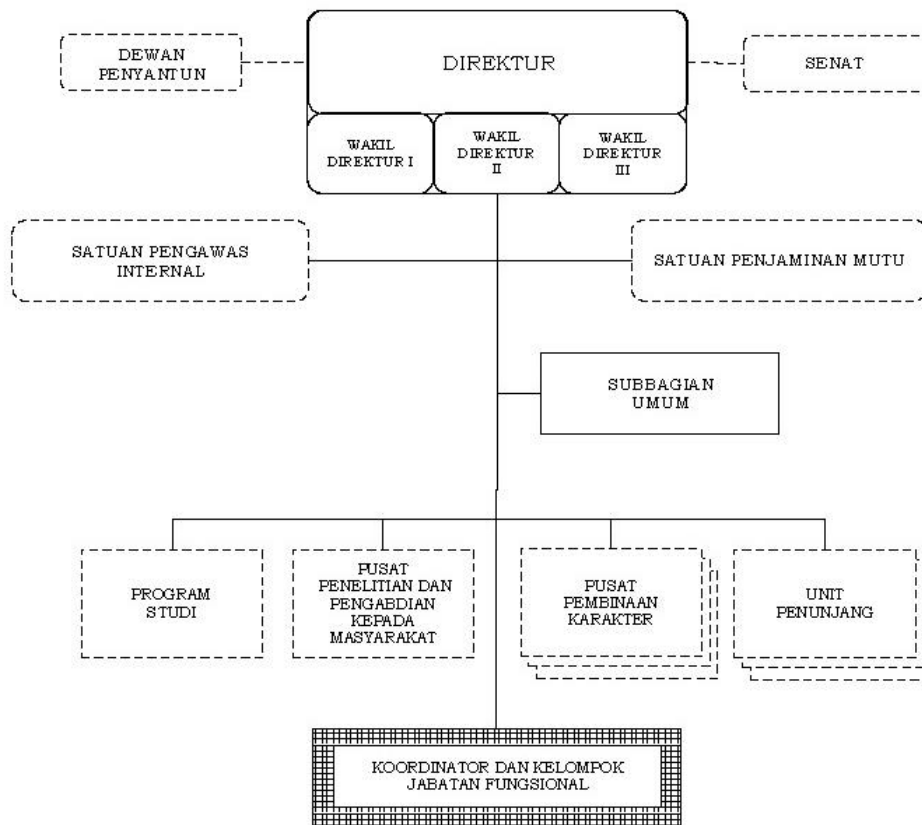 DEWAN
PENYANTUN
DIREKTUR
SENAT
WAKIL
DIREKTUR I
WAKIL
DIREKTUR
II
WAKIL
DIREKTUR
III
SATUAN PENGAWAS
INTERNAL
SATUAN PENJAMINAN MUTU
SUBBAGIAN
UMUM
PROGRAM
STUDI
PUSAT
PENELITIAN DAN
PENGABDIAN
KEPADA
MASYARAKAT
PUSAT
PEMBINAAN
KARAKTER
UNIT
PENUNJANG
KOORDINATOR DAN KELOMPOK
JABATAN FUNGSIONAL